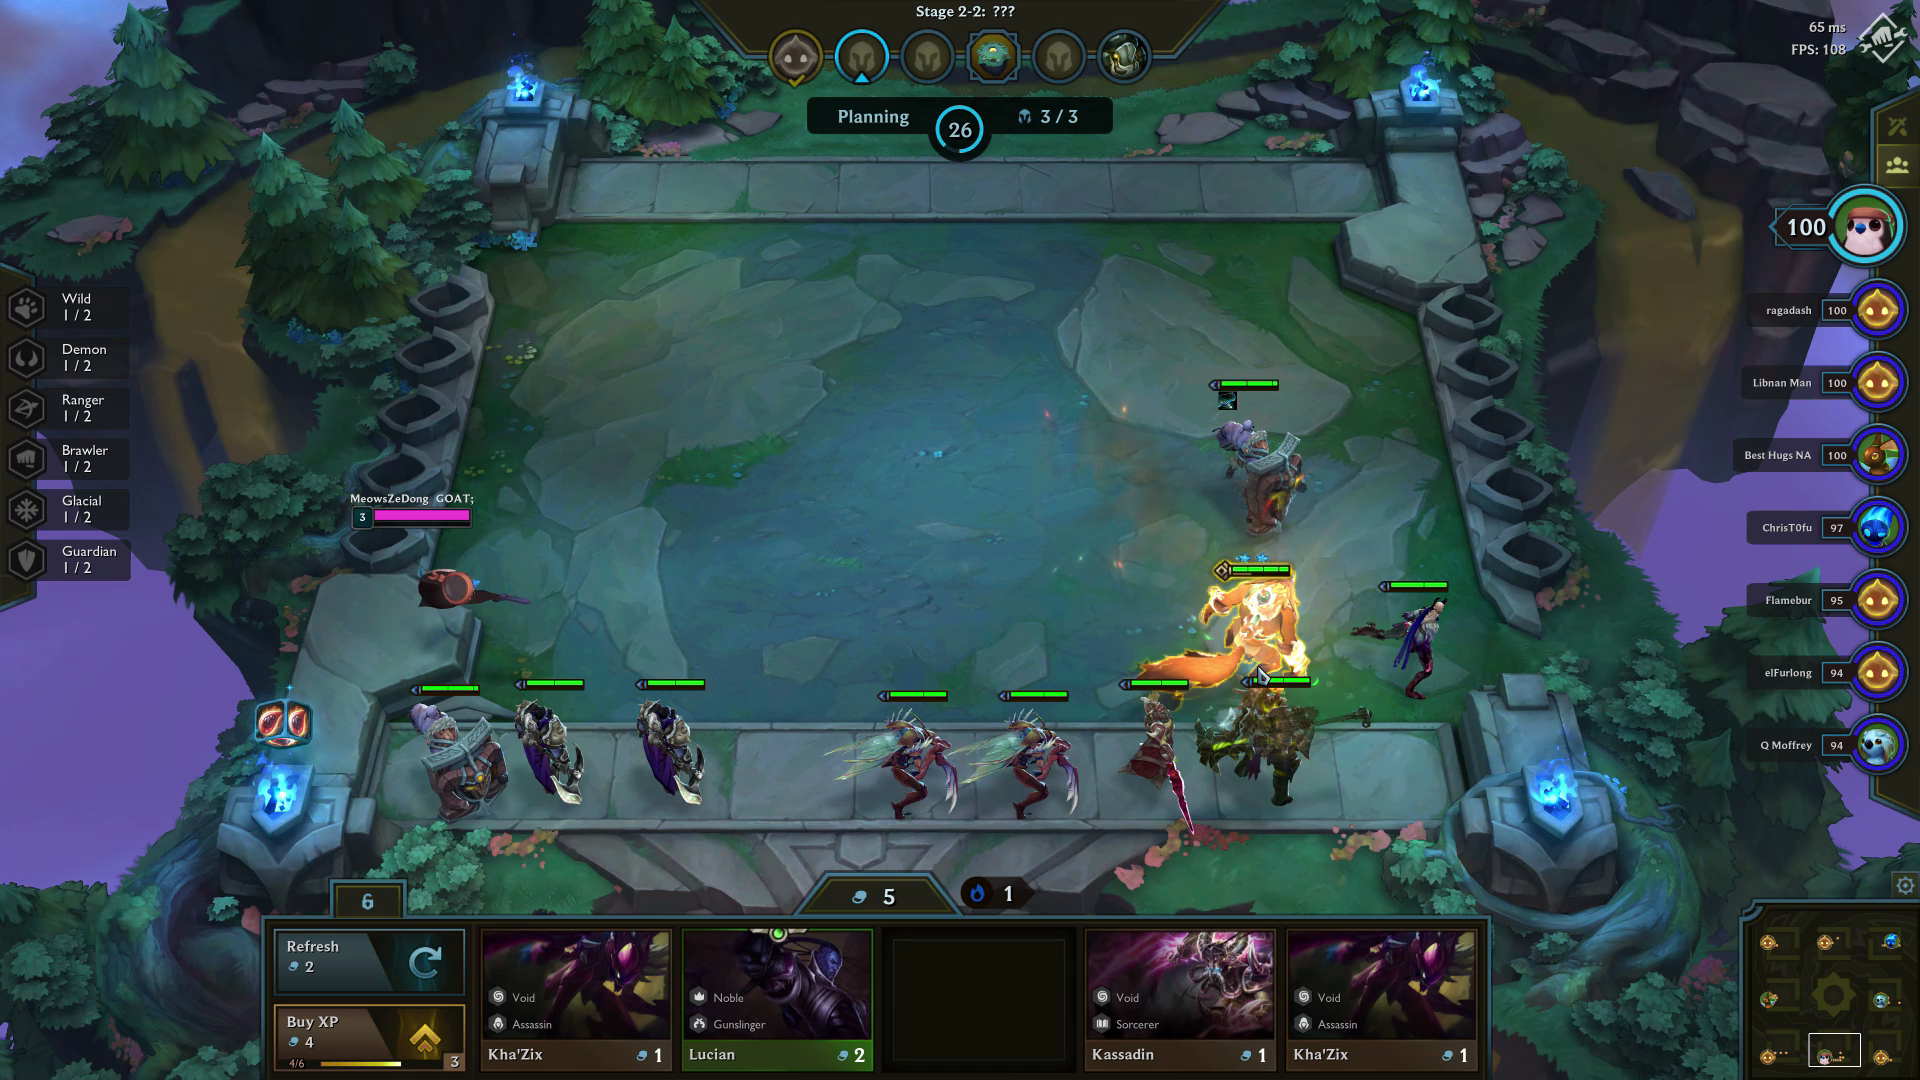 Stage 2-2: ???
65 ms
FPS: 108
Planning
26
3 / 3
100
Wild
1 / 2
Demon
1 / 2
Ranger
1 / 2
Brawler
1 / 2
Glacial
1 / 2
Guardian
1 / 2
ragadash 100
Libnan Man 100
Best Hugs NA 100
ChrisT0fu 97
Flamebur 95
elFurlong 94
Q Moffrey 94
MeowsZeDong GOAT;
3
6
5
1
Refresh
2
Buy XP
4
4/6
3
Void
Assassin
Kha'Zix 1
Noble
Gunslinger
Lucian 2
Void
Sorcerer
Kassadin 1
Void
Assassin
Kha'Zix 1